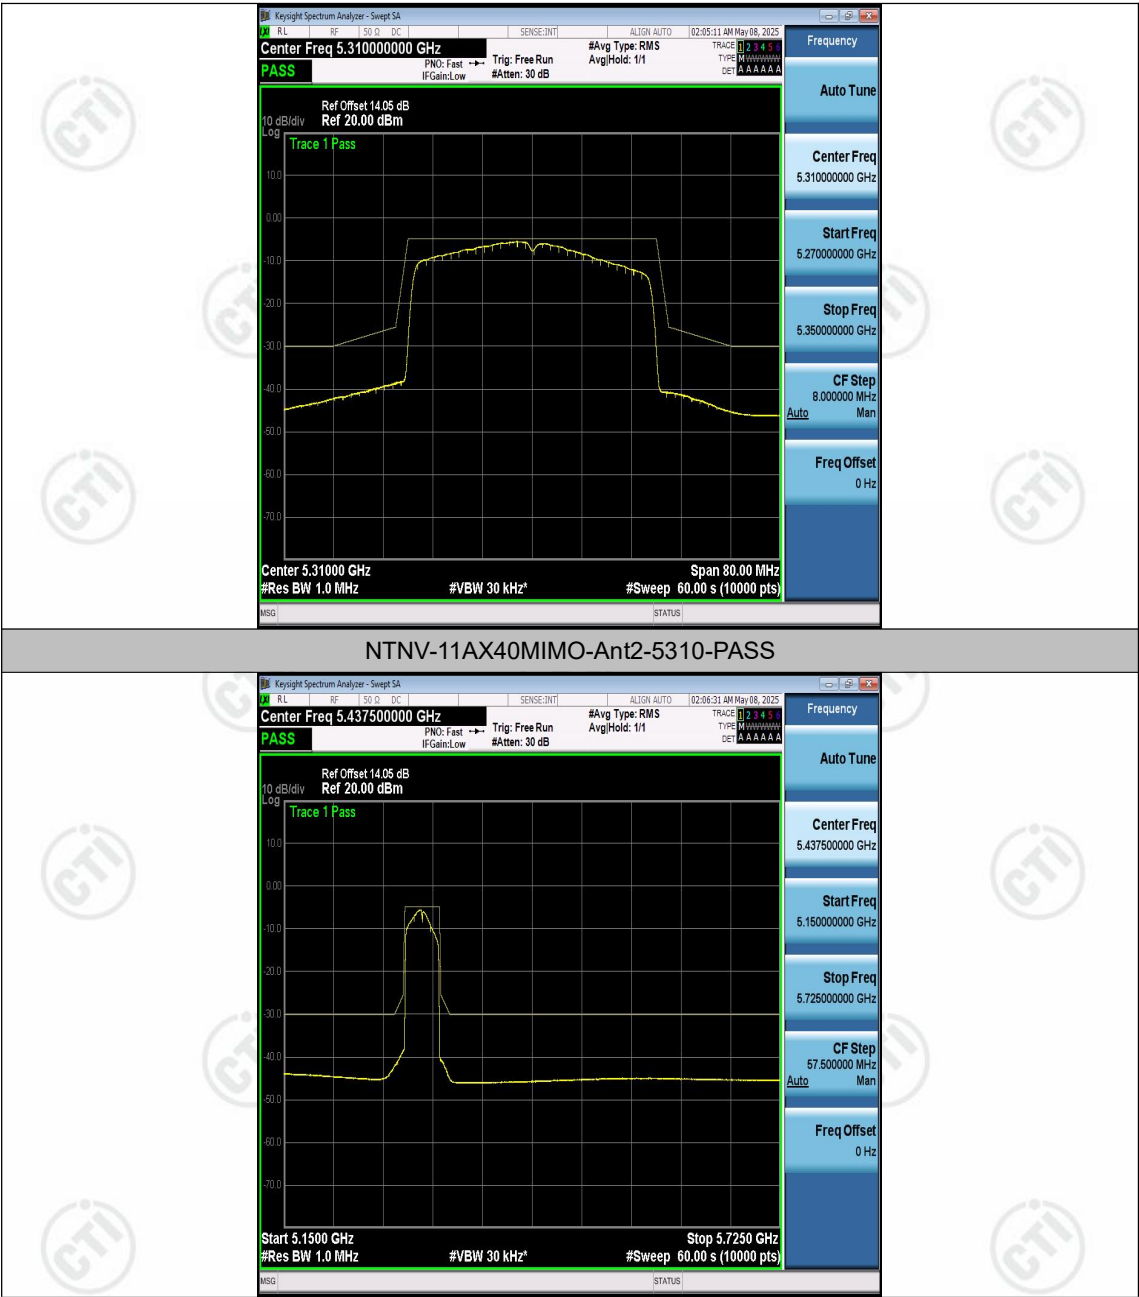 Keysight Spectrum Analyzer - Swept SA
RL RF 50 Ω DC SENSE:INT ALIGN AUTO 02:05:11 AM May 08, 2025
Center Freq 5.310000000 GHz
PASS
PNO: Fast
IFGain:Low
Trig: Free Run
#Atten: 30 dB
#Avg Type: RMS
Avg|Hold: 1/1
TRACE 1 2 3 4 5 6
TYPE M W W W W W
DET A A A A A A
Ref Offset 14.05 dB
10 dB/div Ref 20.00 dBm
Log
Trace 1 Pass
10.0
0.00
-10.0
-20.0
-30.0
-40.0
-50.0
-60.0
-70.0
Center 5.31000 GHz Span 80.00 MHz
#Res BW 1.0 MHz #VBW 30 kHz* #Sweep 60.00 s (10000 pts)
MSG STATUS
Frequency
Auto Tune
Center Freq
5.310000000 GHz
Start Freq
5.270000000 GHz
Stop Freq
5.350000000 GHz
CF Step
8.000000 MHz
Auto Man
Freq Offset
0 Hz
NTNV-11AX40MIMO-Ant2-5310-PASS
Keysight Spectrum Analyzer - Swept SA
RL RF 50 Ω DC SENSE:INT ALIGN AUTO 02:06:31 AM May 08, 2025
Center Freq 5.437500000 GHz
PASS
PNO: Fast
IFGain:Low
Trig: Free Run
#Atten: 30 dB
#Avg Type: RMS
Avg|Hold: 1/1
TRACE 1 2 3 4 5 6
TYPE M W W W W W
DET A A A A A A
Ref Offset 14.05 dB
10 dB/div Ref 20.00 dBm
Log
Trace 1 Pass
10.0
0.00
-10.0
-20.0
-30.0
-40.0
-50.0
-60.0
-70.0
Start 5.1500 GHz Stop 5.7250 GHz
#Res BW 1.0 MHz #VBW 30 kHz* #Sweep 60.00 s (10000 pts)
MSG STATUS
Frequency
Auto Tune
Center Freq
5.437500000 GHz
Start Freq
5.150000000 GHz
Stop Freq
5.725000000 GHz
CF Step
57.500000 MHz
Auto Man
Freq Offset
0 Hz
CTI
CTI
CTI
CTI
CTI
CTI
CTI
CTI
CTI
CTI
CTI
CTI